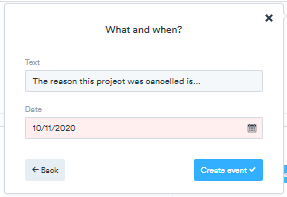 What and when?
Text
The reason this project was cancelled is...
Date
10/11/2020
Back
Create event